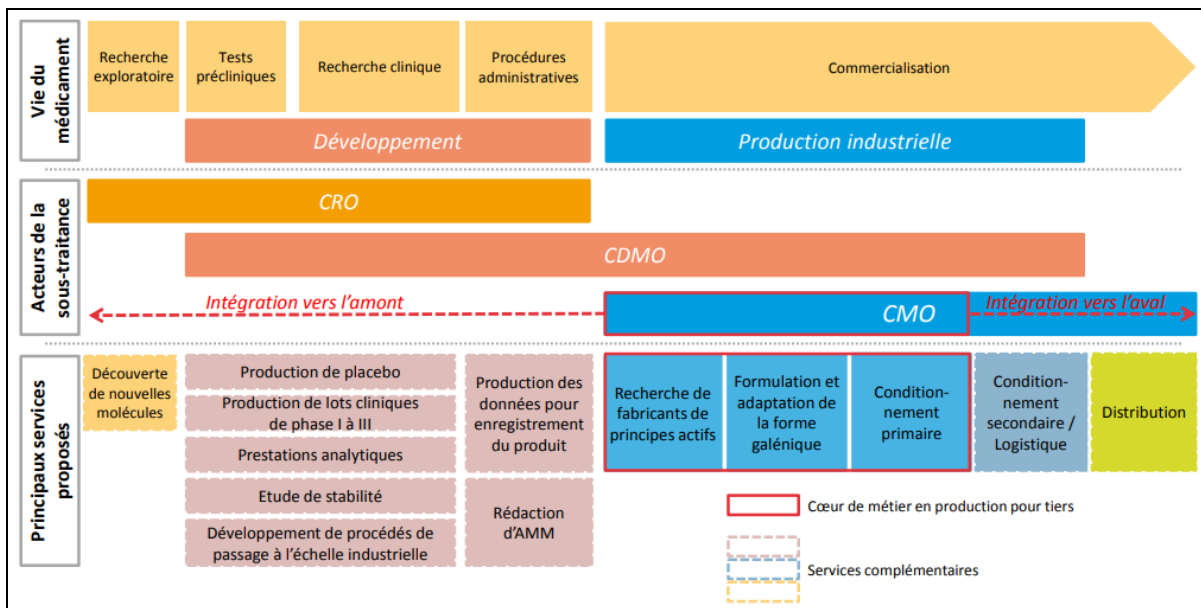 Vie du
médicament
Recherche
exploratoire
Tests
précliniques
Recherche clinique
Procédures
administratives
Commercialisation
Développement
Production industrielle
Acteurs de la
sous-traitance
CRO
CDMO
Intégration vers l'amont
CMO
Intégration vers l'aval
Principaux services
proposés
Découverte
de nouvelles
molécules
Production de placebo
Production de lots cliniques
de phase I à III
Prestations analytiques
Etude de stabilité
Développement de procédés de
passage à l'échelle industrielle
Production des
données pour
enregistrement
du produit
Rédaction
d'AMM
Recherche de
fabricants de
principes actifs
Formulation et
adaptation de
la forme
galénique
Condition-
nement
primaire
Condition-
nement
secondaire /
Logistique
Distribution
Cœur de métier en production pour tiers
Services complémentaires